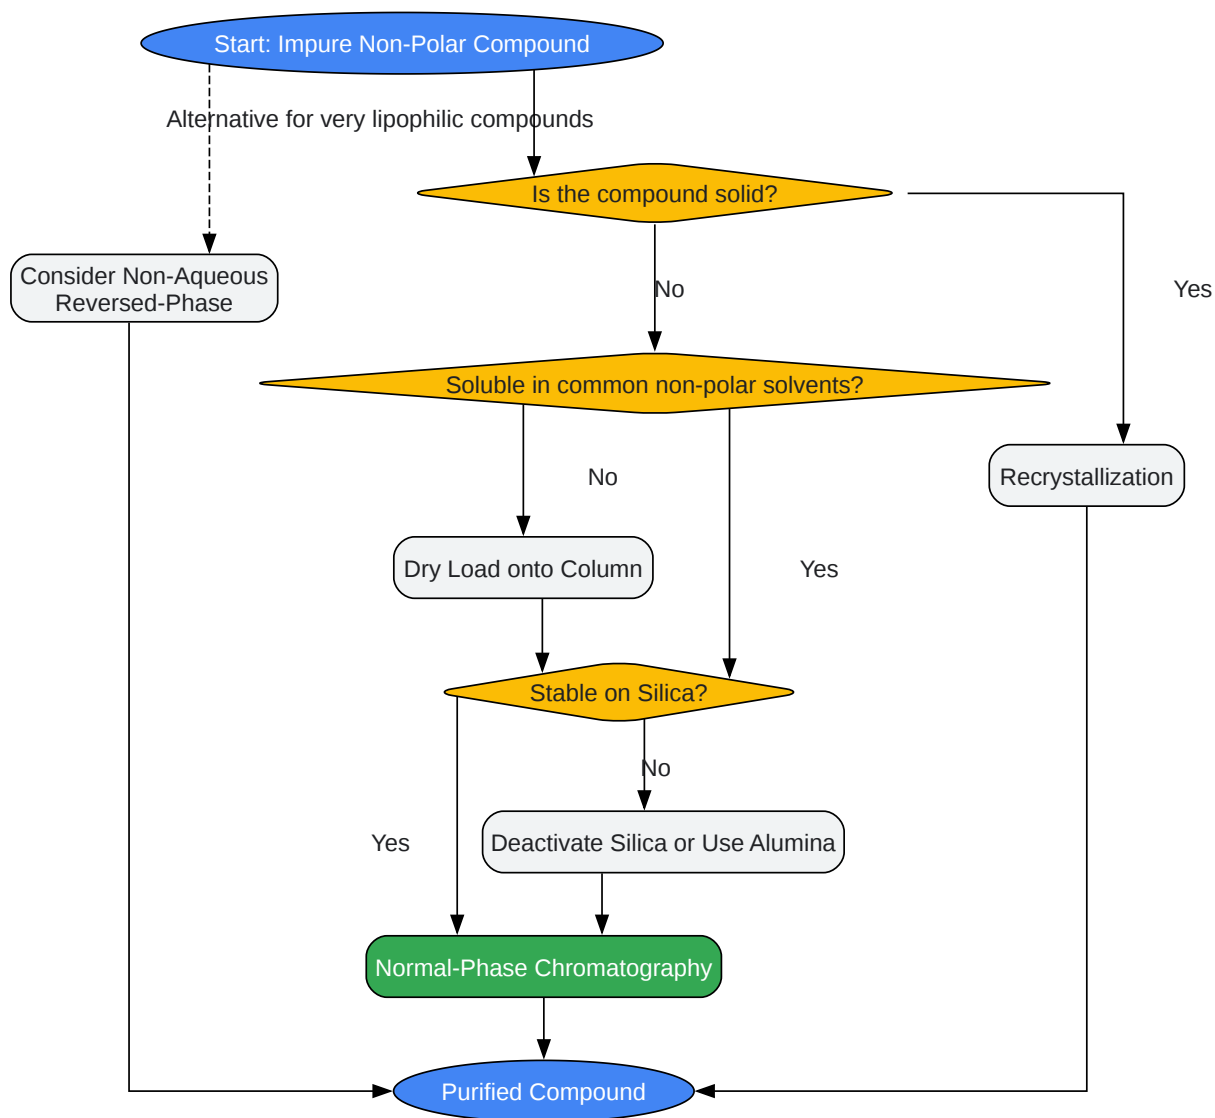 Start: Impure Non-Polar Compound
Alternative for very lipophilic compounds
Is the compound solid?
Consider Non-Aqueous
Reversed-Phase
No
Yes
Soluble in common non-polar solvents?
No
Recrystallization
Dry Load onto Column
Yes
Stable on Silica?
No
Yes
Deactivate Silica or Use Alumina
Normal-Phase Chromatography
Purified Compound